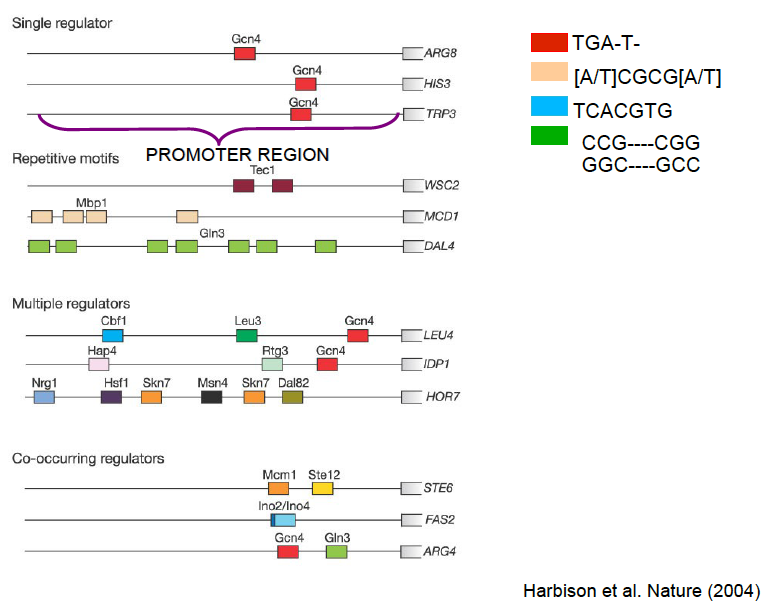 Single regulator
Gcn4
ARG8
Gcn4
HIS3
Gcn4
TRP3
PROMOTER REGION
Repetitive motifs
Tec1
WSC2
Mbp1
MCD1
Gln3
DAL4
Multiple regulators
Cbf1 Leu3 Gcn4
LEU4
Hap4 Rtg3 Gcn4
IDP1
Nrg1 Hsf1 Skn7 Msn4 Skn7 Dal82
HOR7
Co-occurring regulators
Mcm1 Ste12
STE6
Ino2/Ino4
FAS2
Gcn4 Gln3
ARG4
TGA-T-
[A/T]CGCG[A/T]
TCACGTG
CCG----CGG
GGC----GCC
Harbison et al. Nature (2004)